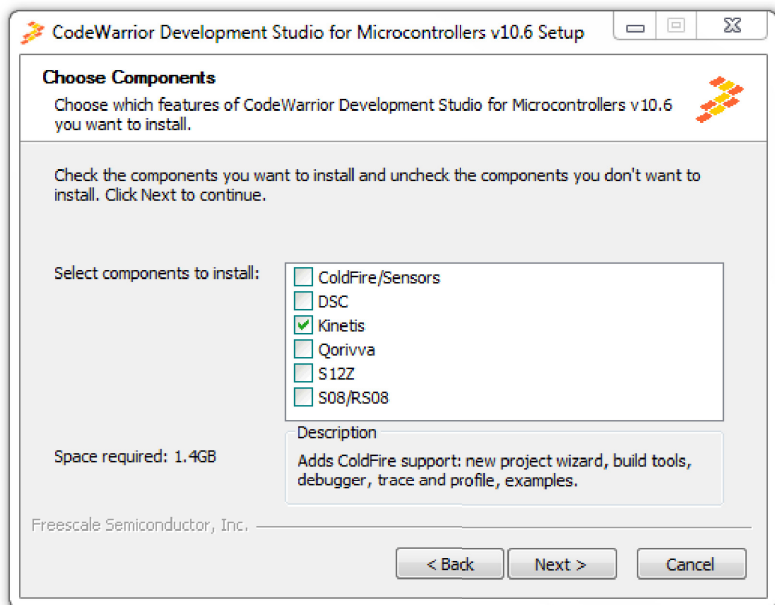 CodeWarrior Development Studio for Microcontrollers v10.6 Setup
Choose Components
Choose which features of CodeWarrior Development Studio for Microcontrollers v10.6
you want to install.
Check the components you want to install and uncheck the components you don't want to
install. Click Next to continue.
Select components to install:
ColdFire/Sensors
DSC
Kinetis
Qorivva
S12Z
S08/RS08
Space required: 1.4GB
Description
Adds ColdFire support: new project wizard, build tools,
debugger, trace and profile, examples.
Freescale Semiconductor, Inc.
< Back
Next >
Cancel